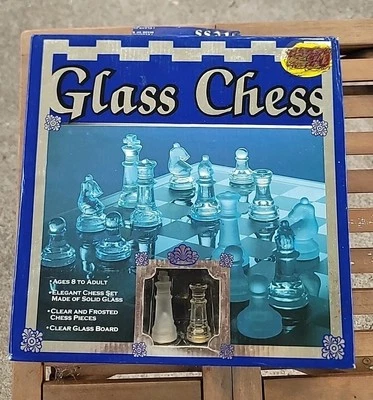 Glass Chess
• AGES 8 TO ADULT
• ELEGANT CHESS SET
MADE OF SOLID GLASS
• CLEAR AND FROSTED
CHESS PIECES
• CLEAR GLASS BOARD